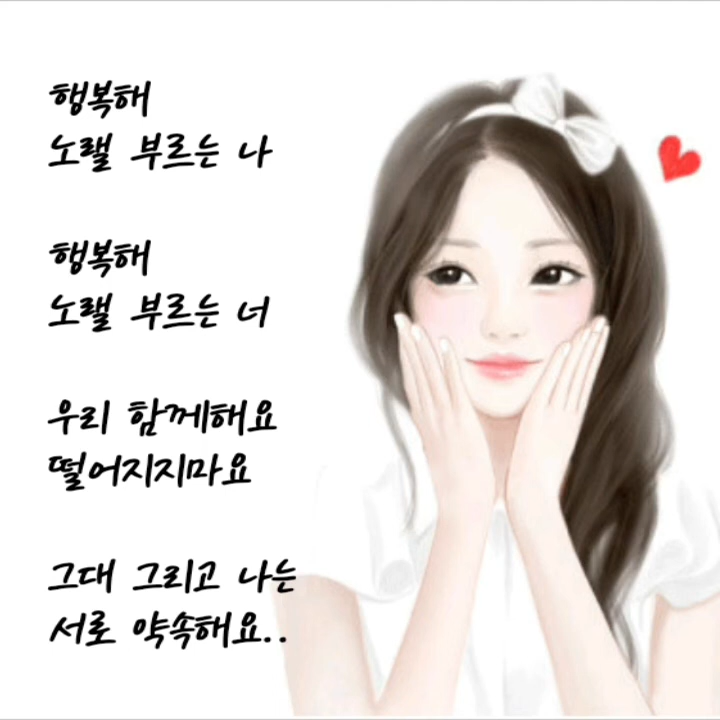 행복해
노랠 부르는 나
행복해
노랠 부르는 너
우리 함께해요
떨어지지마요
그대 그리고 나는
서로 약속해요..